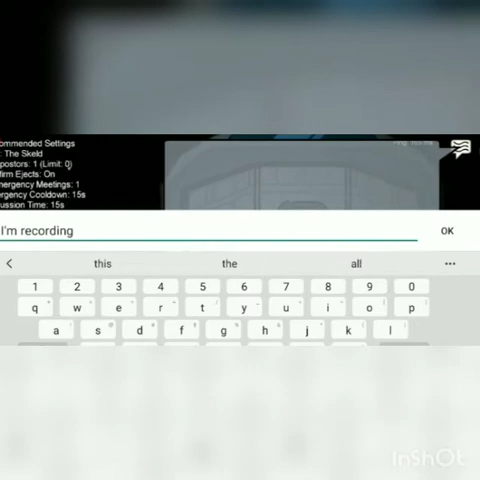 ommended Settings
: The Skeld
postors: 1 (Limit: 0)
firm Ejects: On
nergency Meetings: 1
ergency Cooldown: 15s
ussion Time: 15s
I'm recording OK
this the all
1 2 3 4 5 6 7 8 9 0
q w e r t y u i o p
a s d f g h j k l
InShOt